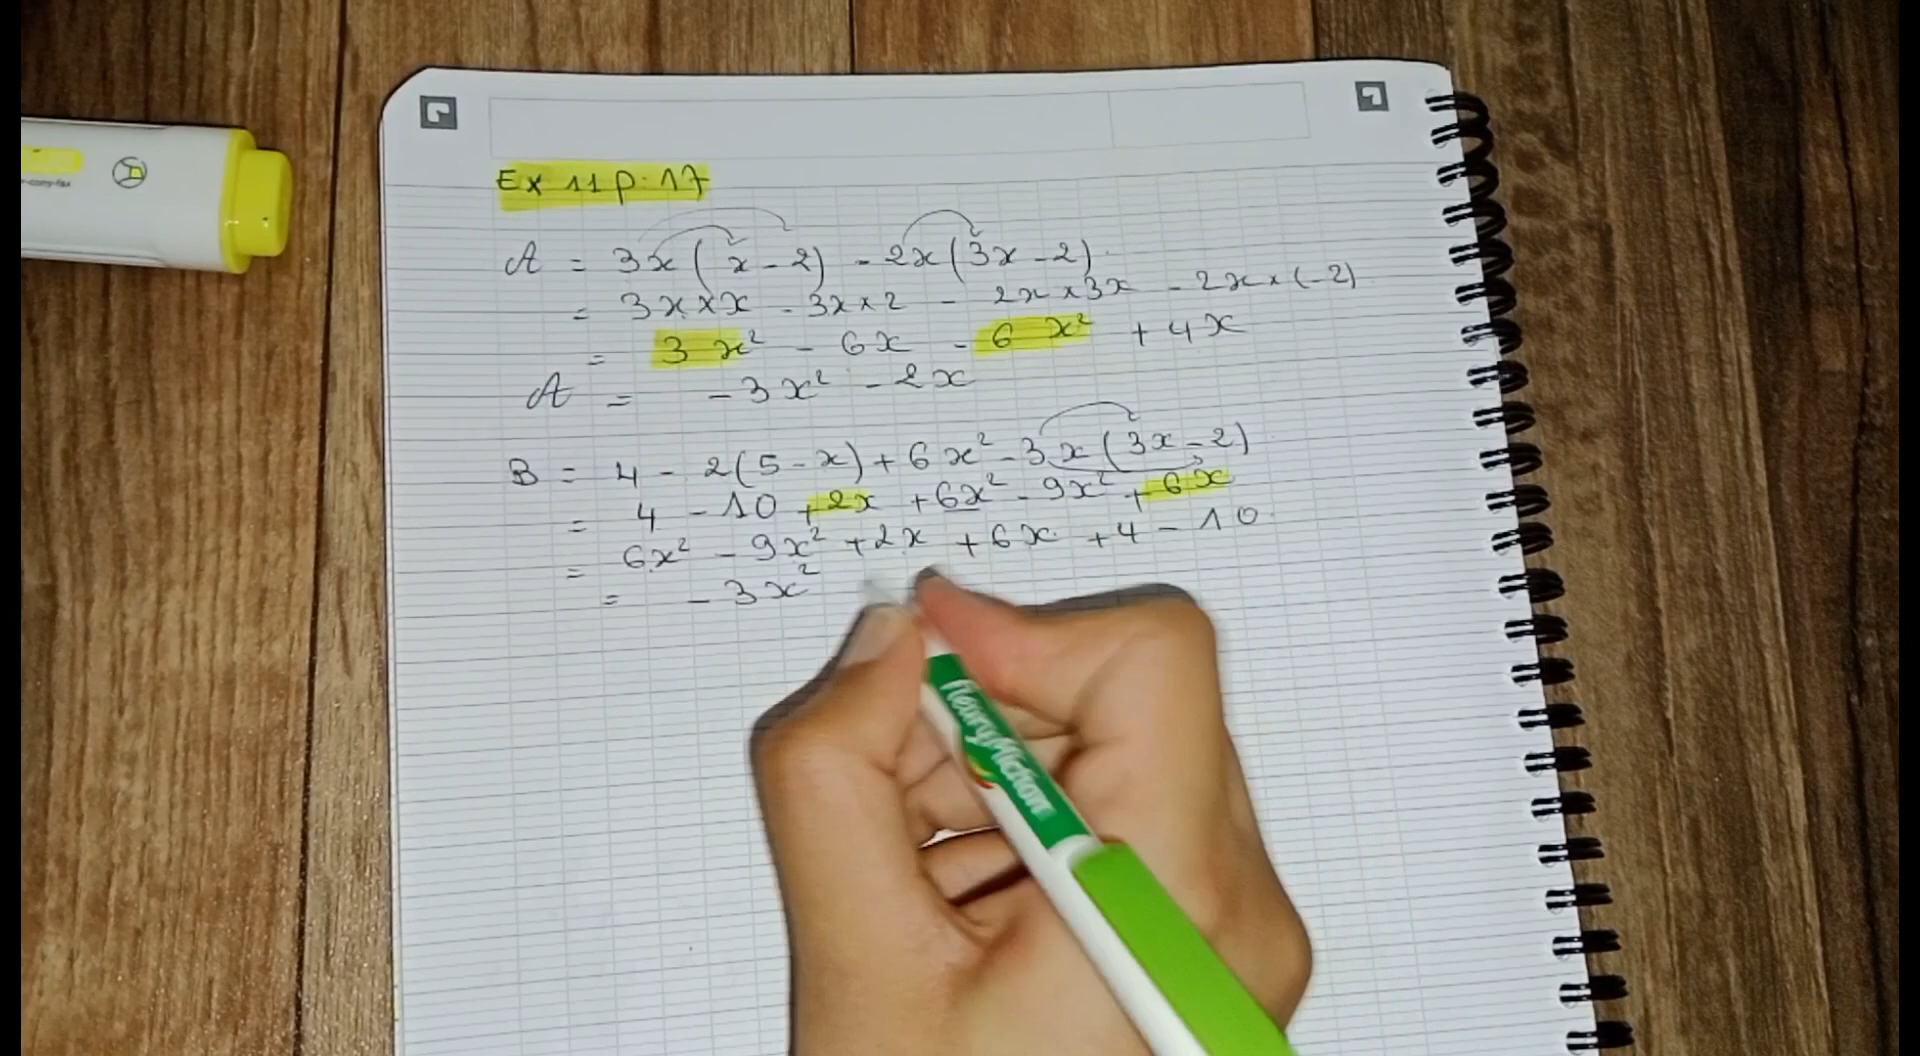 Ex 11 p. 17
A = 3x(x - 2) - 2x(3x - 2)
= 3x × x - 3x × 2 - 2x × 3x - 2x × (-2)
= 3x² - 6x - 6x² + 4x
A = -3x² - 2x
B = 4 - 2(5 - x) + 6x² - 3x(3x - 2)
= 4 - 10 + 2x + 6x² - 9x² + 6x
= 6x² - 9x² + 2x + 6x + 4 - 10
= -3x²
fleuryMichon